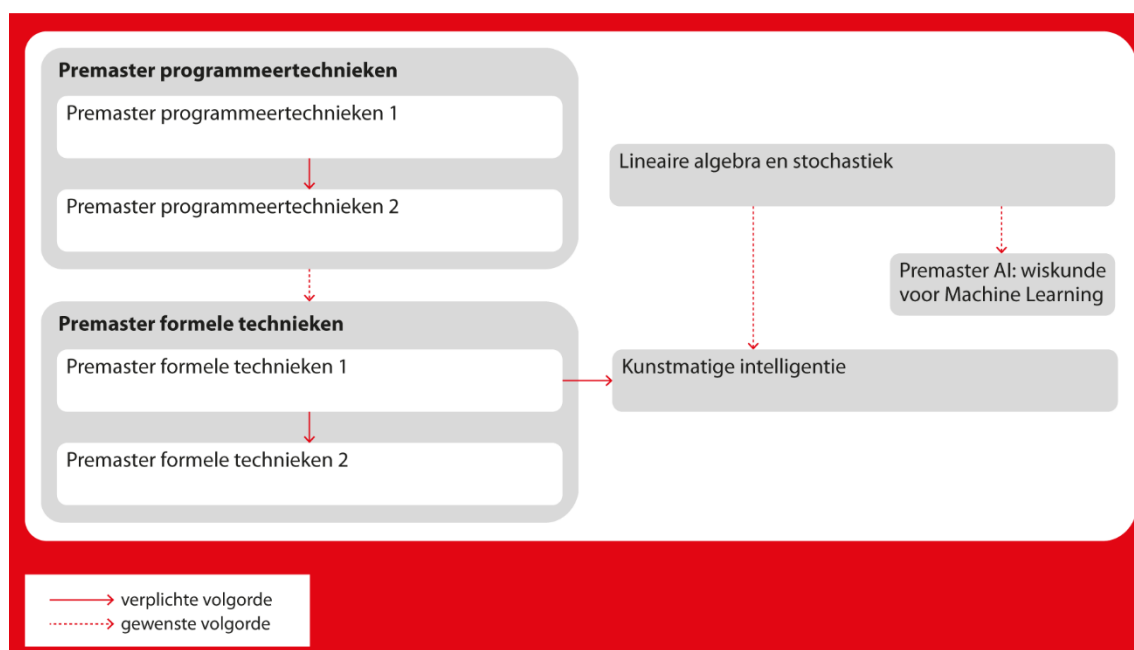 Premaster programmeertechnieken
Premaster programmeertechnieken 1
Premaster programmeertechnieken 2
Premaster formele technieken
Premaster formele technieken 1
Premaster formele technieken 2
Lineaire algebra en stochastiek
Premaster AI: wiskunde
voor Machine Learning
Kunstmatige intelligentie
verplichte volgorde
gewenste volgorde